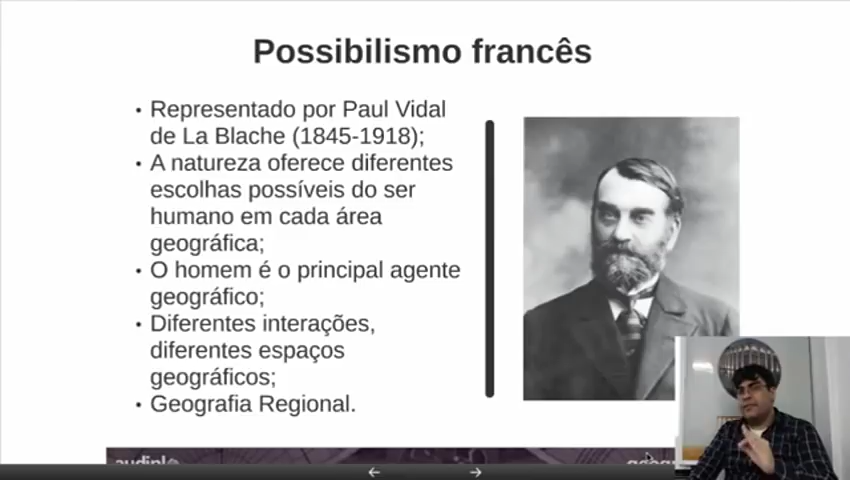 Possibilismo francês
• Representado por Paul Vidal
de La Blache (1845-1918);
• A natureza oferece diferentes
escolhas possíveis do ser
humano em cada área
geográfica;
• O homem é o principal agente
geográfico;
• Diferentes interações,
diferentes espaços
geográficos;
• Geografia Regional.